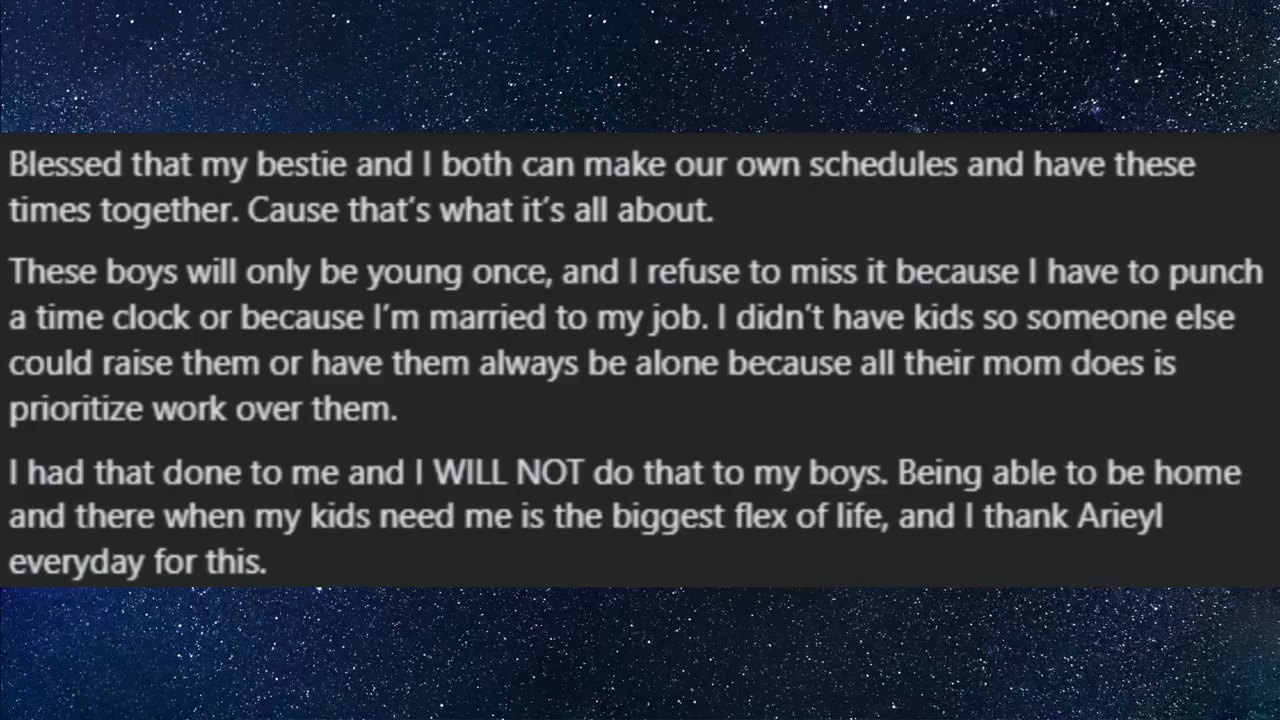 Blessed that my bestie and I both can make our own schedules and have these
times together. Cause that's what it's all about.
These boys will only be young once, and I refuse to miss it because I have to punch
a time clock or because I'm married to my job. I didn't have kids so someone else
could raise them or have them always be alone because all their mom does is
prioritize work over them.
I had that done to me and I WILL NOT do that to my boys. Being able to be home
and there when my kids need me is the biggest flex of life, and I thank Arieyl
everyday for this.